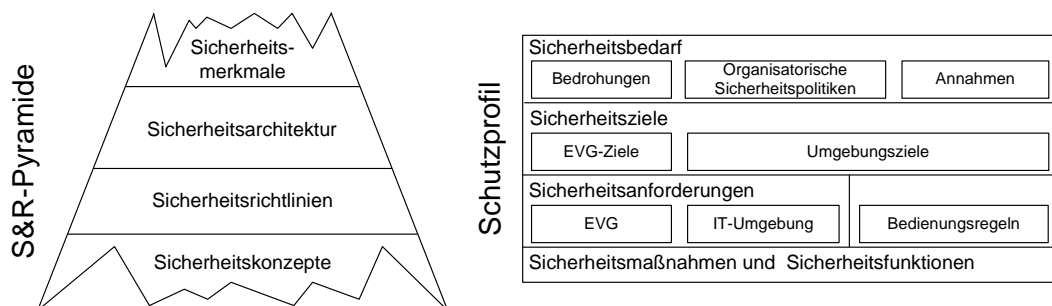 S&R-Pyramide
Sicherheits-
merkmale
Sicherheitsarchitektur
Sicherheitsrichtlinien
Sicherheitskonzepte
Schutzprofil
Sicherheitsbedarf
Bedrohungen
Organisatorische
Sicherheitspolitiken
Annahmen
Sicherheitsziele
EVG-Ziele
Umgebungsziele
Sicherheitsanforderungen
EVG
IT-Umgebung
Bedienungsregeln
Sicherheitsmaßnahmen und Sicherheitsfunktionen